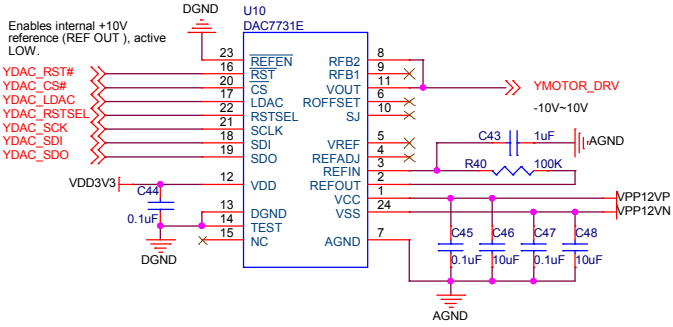 DGND
U10
DAC7731E
Enables internal +10V
reference (REF OUT ), active
LOW.
YDAC_RST#
YDAC_CS#
YDAC_LDAC
YDAC_RSTSEL
YDAC_SCK
YDAC_SDI
YDAC_SDO
23 REFEN
16 RST
20 CS
17 LDAC
22 RSTSEL
21 SCLK
18 SDI
19 SDO
12 VDD
13 DGND
14 TEST
15 NC
RFB2 8
RFB1 9
VOUT 11
ROFFSET 6
SJ 10
VREF 5
REFADJ 4
REFIN 3
REFOUT 2
VCC 1
VSS 24
AGND 7
YMOTOR_DRV
-10V~10V
C43 1uF
AGND
R40 100K
VDD3V3
C44
0.1uF
DGND
VPP12VP
VPP12VN
C45 C46 C47 C48
0.1uF 10uF 0.1uF 10uF
AGND